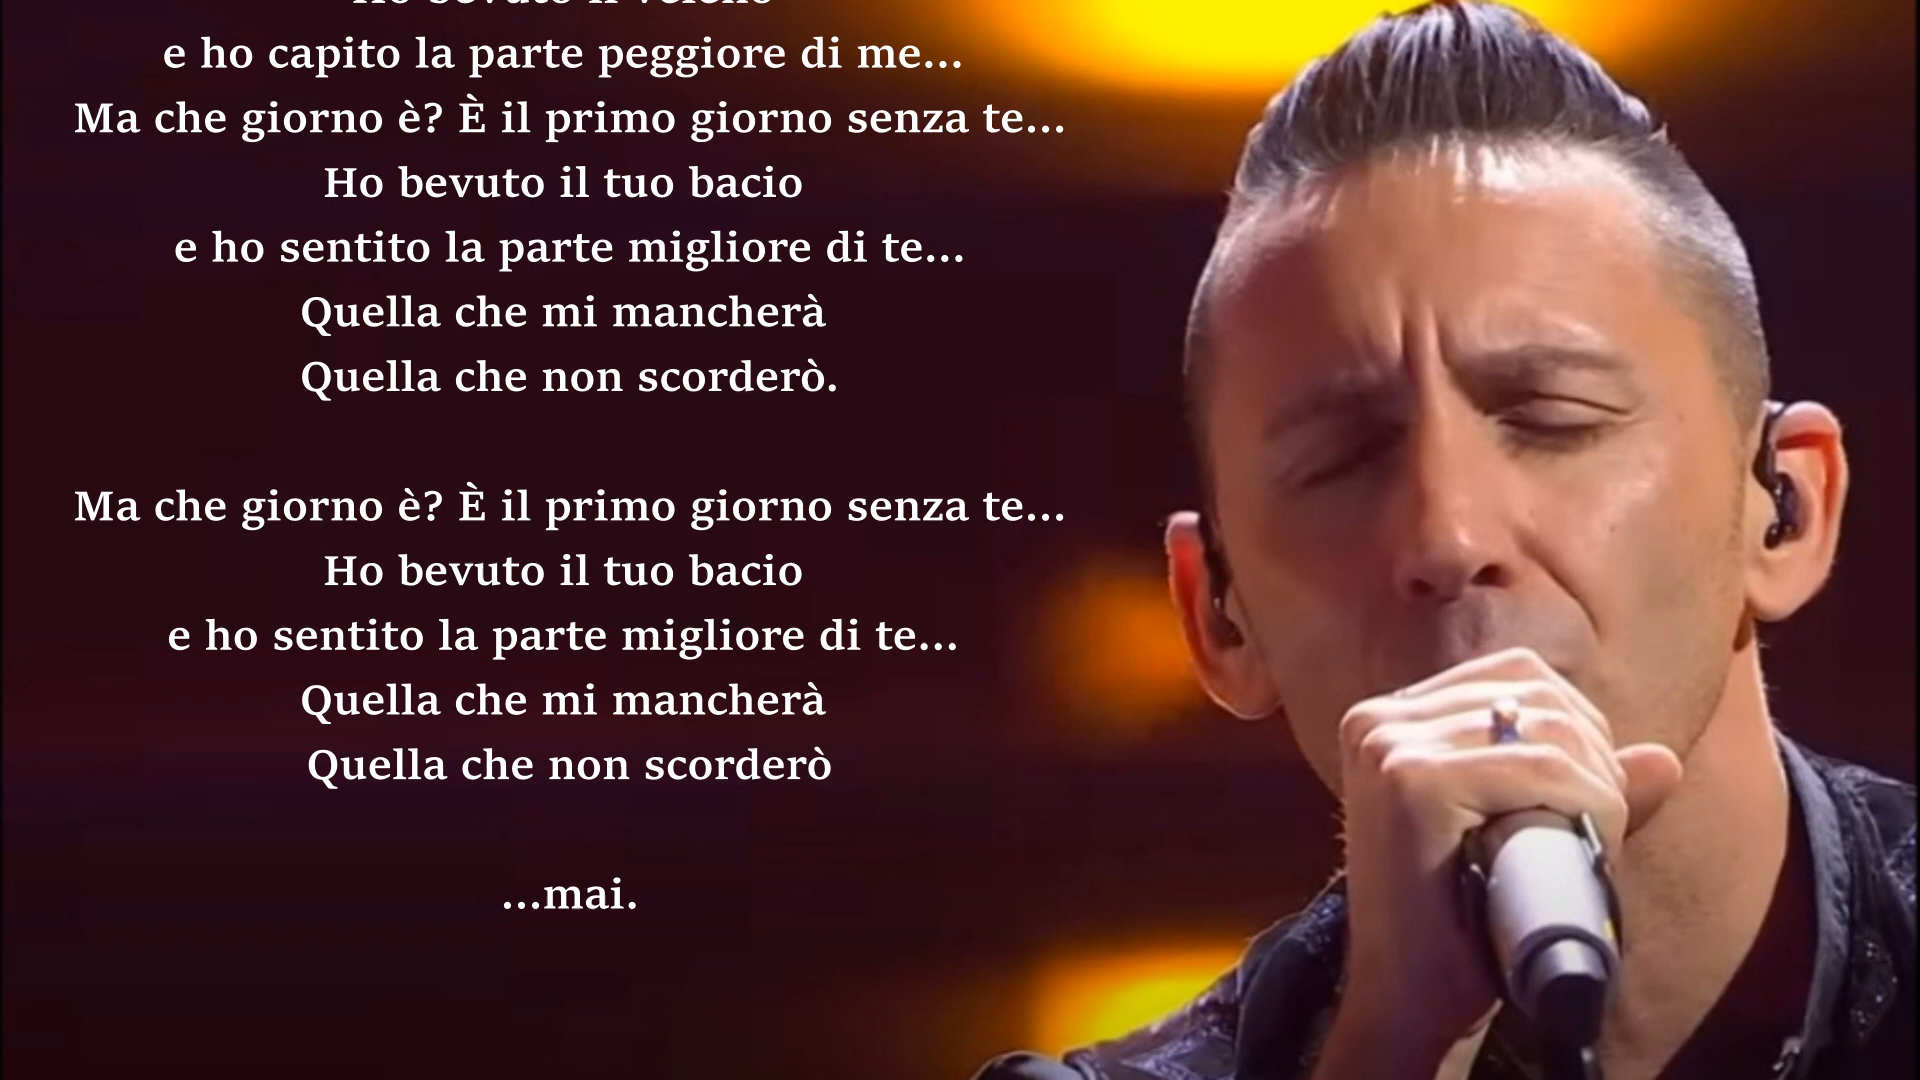 e ho capito la parte peggiore di me...
Ma che giorno è? È il primo giorno senza te...
Ho bevuto il tuo bacio
e ho sentito la parte migliore di te...
Quella che mi mancherà
Quella che non scorderò.
Ma che giorno è? È il primo giorno senza te...
Ho bevuto il tuo bacio
e ho sentito la parte migliore di te...
Quella che mi mancherà
Quella che non scorderò
...mai.